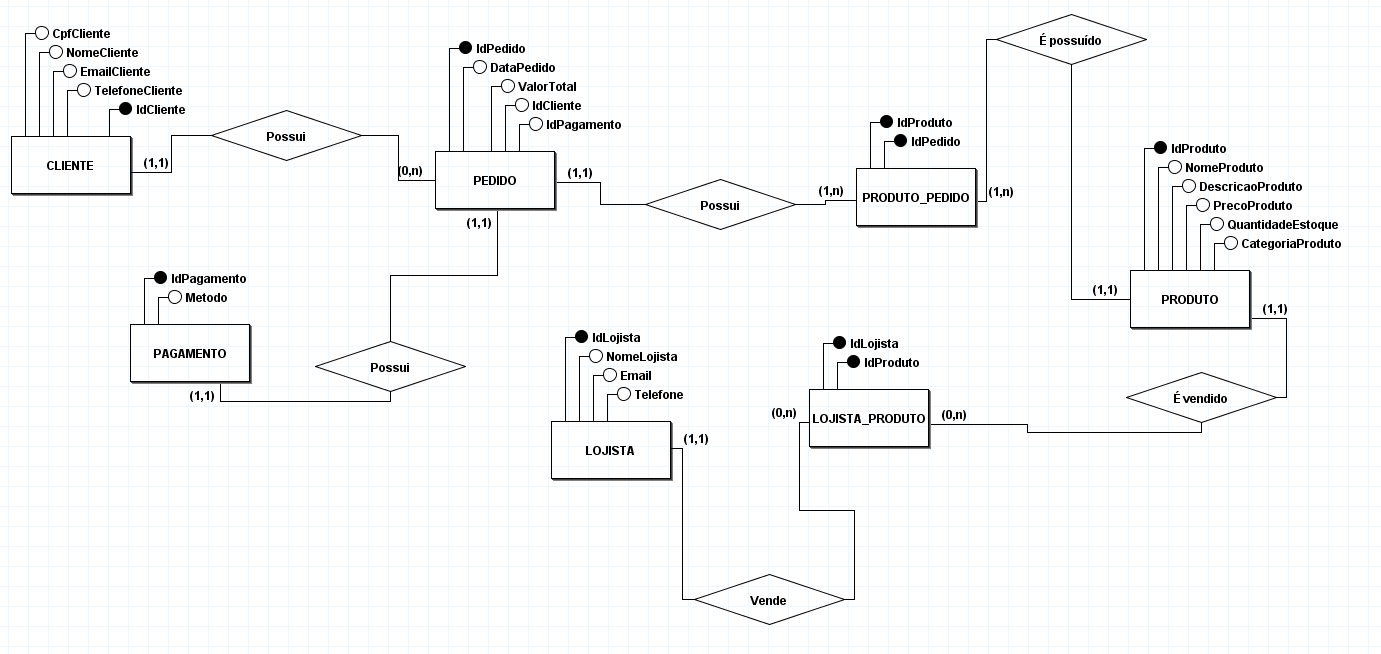 CpfCliente
NomeCliente
EmailCliente
TelefoneCliente
IdCliente
CLIENTE
(1,1)
Possui
(0,n)
IdPedido
DataPedido
ValorTotal
IdCliente
IdPagamento
PEDIDO
(1,1)
(1,1)
Possui
(1,n)
IdProduto
IdPedido
PRODUTO_PEDIDO
(1,n)
É possuído
(1,1)
IdProduto
NomeProduto
DescricaoProduto
PrecoProduto
QuantidadeEstoque
CategoriaProduto
PRODUTO
(1,1)
É vendido
IdPagamento
Metodo
PAGAMENTO
(1,1)
Possui
IdLojista
NomeLojista
Email
Telefone
LOJISTA
(1,1)
Vende
(0,n)
IdLojista
IdProduto
LOJISTA_PRODUTO
(0,n)